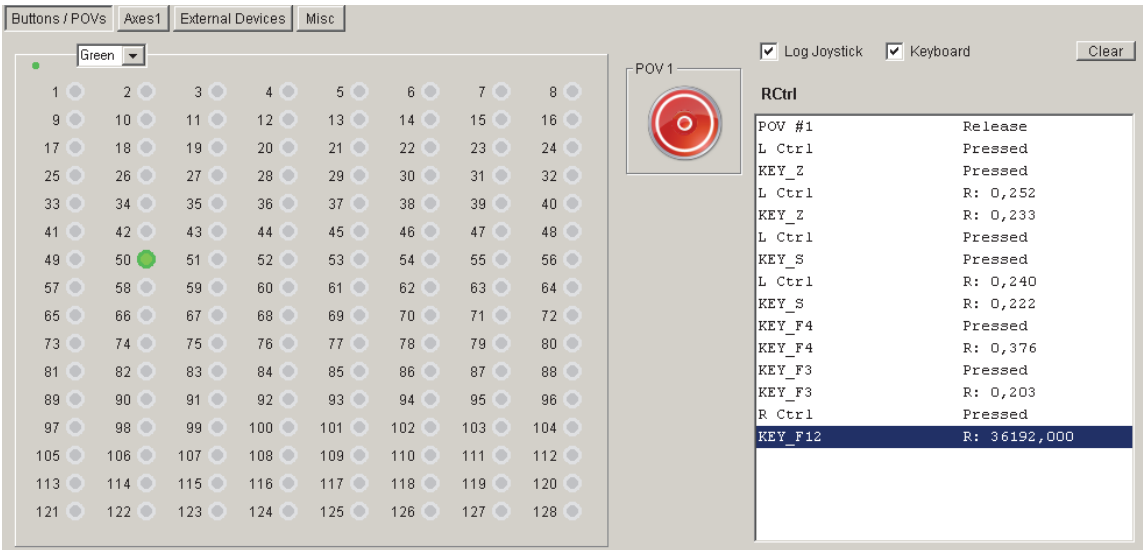 Buttons / POVs Axes1 External Devices Misc
Green
1 2 3 4 5 6 7 8
9 10 11 12 13 14 15 16
17 18 19 20 21 22 23 24
25 26 27 28 29 30 31 32
33 34 35 36 37 38 39 40
41 42 43 44 45 46 47 48
49 50 51 52 53 54 55 56
57 58 59 60 61 62 63 64
65 66 67 68 69 70 71 72
73 74 75 76 77 78 79 80
81 82 83 84 85 86 87 88
89 90 91 92 93 94 95 96
97 98 99 100 101 102 103 104
105 106 107 108 109 110 111 112
113 114 115 116 117 118 119 120
121 122 123 124 125 126 127 128
POV 1
Log Joystick Keyboard Clear
RCtrl
POV #1 Release
L Ctrl Pressed
KEY_Z Pressed
L Ctrl R: 0,252
KEY_Z R: 0,233
L Ctrl Pressed
KEY_S Pressed
L Ctrl R: 0,240
KEY_S R: 0,222
KEY_F4 Pressed
KEY_F4 R: 0,376
KEY_F3 Pressed
KEY_F3 R: 0,203
R Ctrl Pressed
KEY_F12 R: 36192,000